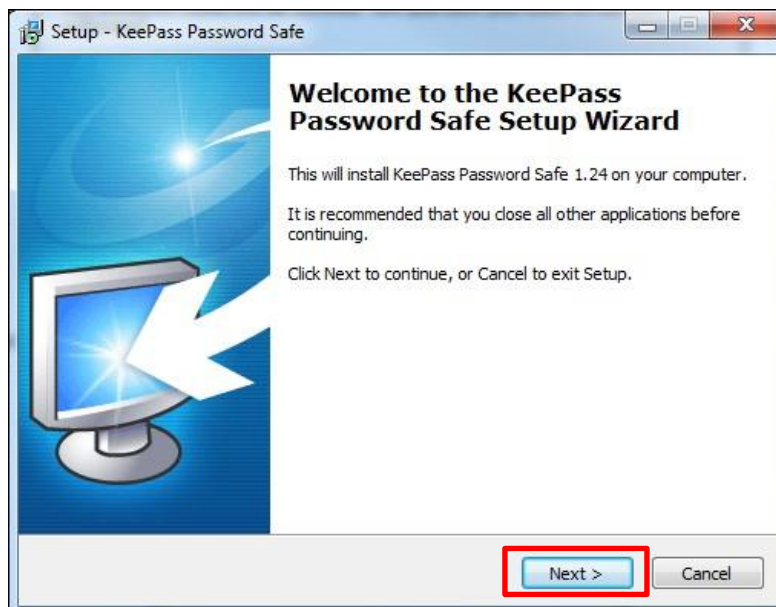 Setup - KeePass Password Safe
Welcome to the KeePass
Password Safe Setup Wizard
This will install KeePass Password Safe 1.24 on your computer.
It is recommended that you close all other applications before
continuing.
Click Next to continue, or Cancel to exit Setup.
Next >
Cancel